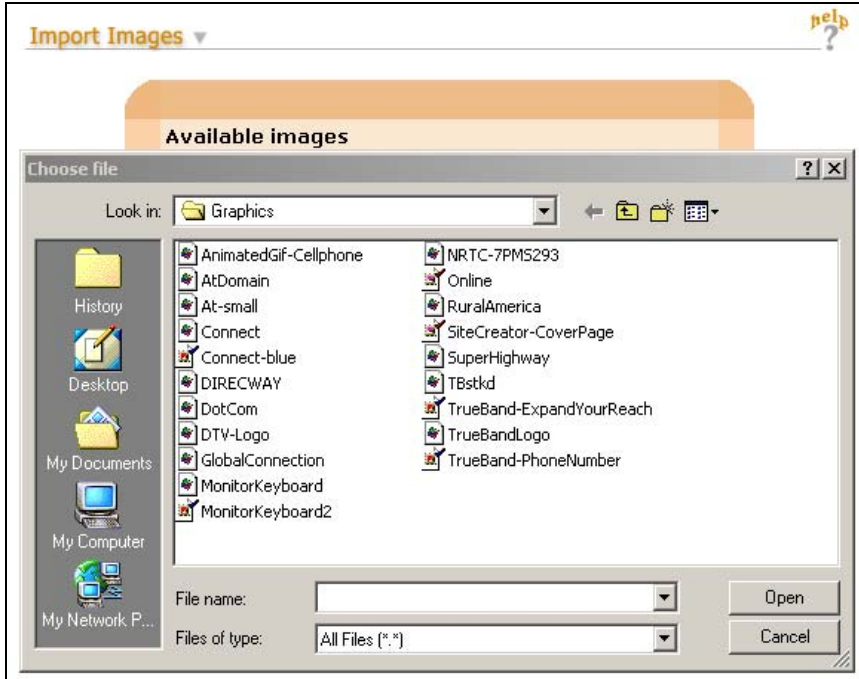 Import Images
help
?
Available images
Choose file
Look in:
Graphics
History
Desktop
My Documents
My Computer
My Network P...
AnimatedGif-Cellphone
AtDomain
At-small
Connect
Connect-blue
DIRECWAY
DotCom
DTV-Logo
GlobalConnection
MonitorKeyboard
MonitorKeyboard2
NRTC-7PMS293
Online
RuralAmerica
SiteCreator-CoverPage
SuperHighway
TBstkd
TrueBand-ExpandYourReach
TrueBandLogo
TrueBand-PhoneNumber
File name:
Open
Files of type:
All Files (*.*)
Cancel